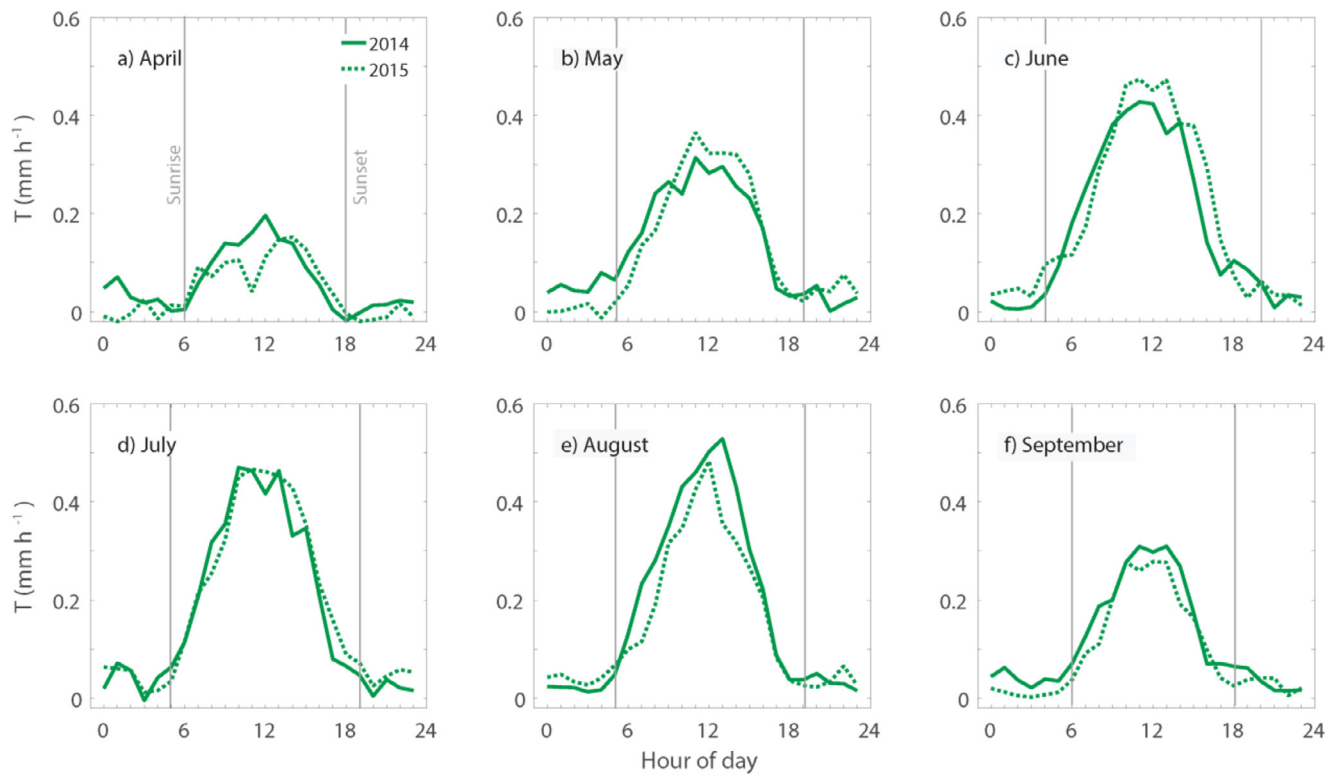 a) April
2014
2015
Sunrise
Sunset
T (mm h⁻¹)
0.6
0.4
0.2
0
0 6 12 18 24
b) May
0.6
0.4
0.2
0
0 6 12 18 24
c) June
0.6
0.4
0.2
0
0 6 12 18 24
d) July
T (mm h⁻¹)
0.6
0.4
0.2
0
0 6 12 18 24
e) August
0.6
0.4
0.2
0
0 6 12 18 24
f) September
0.6
0.4
0.2
0
0 6 12 18 24
Hour of day